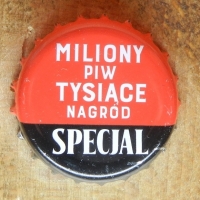 MILIONY
PIW
TYSIĄCE
NAGRÓD
SPECJAL